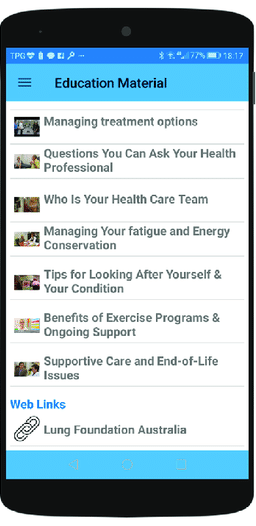 TPG 77% 18:17
Education Material
Managing treatment options
Questions You Can Ask Your Health
Professional
Who Is Your Health Care Team
Managing Your fatigue and Energy
Conservation
Tips for Looking After Yourself &
Your Condition
Benefits of Exercise Programs &
Ongoing Support
Supportive Care and End-of-Life
Issues
Web Links
Lung Foundation Australia